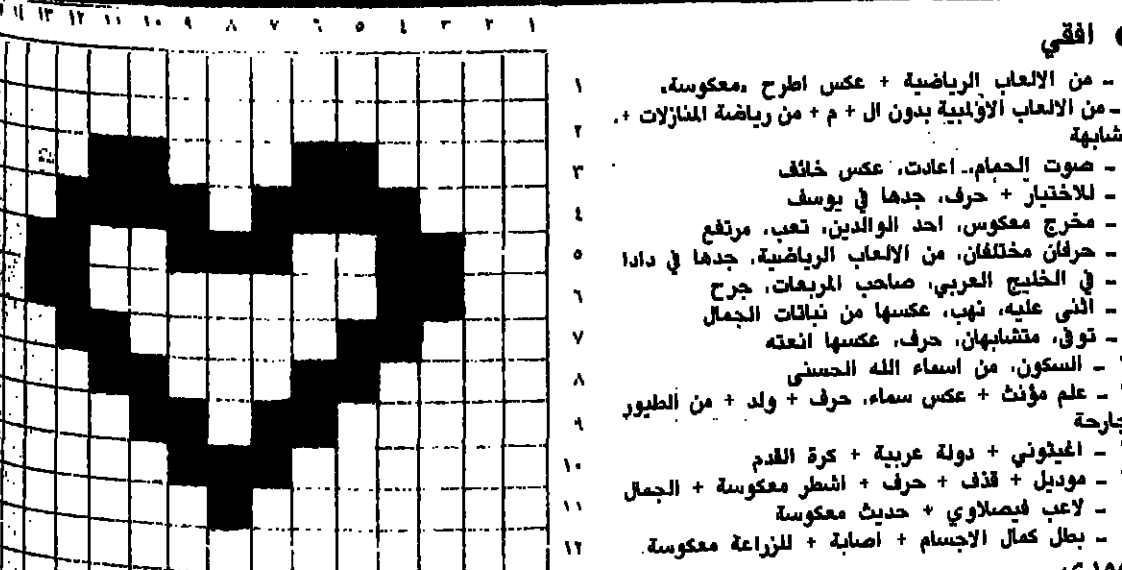 ١ ٢ ٣ ٤ ٥ ٦ ٧ ٨ ٩ ١٠ ١١ ١٢ ١٣ ١٤
افقي
ـ من الالعاب الرياضية + عكس اطرح «معكوسة».
ـ من الالعاب الاولمبية بدون ال + م + من رياضة المنازلات +
شابهة
ـ صوت الحمام، اعادت، عكس خائف
ـ للاختيار + حرف، جدها في يوسف
ـ مخرج معكوس، احد الوالدين، تعب، مرتفع
ـ حرفان مختلفان، من الالعاب الرياضية، جدها في دادا
ـ في الخليج العربي، صاحب المربعات، جرح
ـ اثنى عليه، نهب، عكسها من نباتات الجمال
ـ توفي، متشابهان، حرف، عكسها انعته
ـ السكون، من اسماء الله الحسنى
ـ علم مؤنث + عكس سماء، حرف + ولد + من الطيور
جارحة
ـ اغيثوني + دولة عربية + كرة القدم
ـ موديل + قذف + حرف + اشطر معكوسة + الجمال
ـ لاعب فيصلاوي + حديث معكوسة
ـ بطل كمال الاجسام + اصابة + للزراعة معكوسة.
١
٢
٣
٤
٥
٦
٧
٨
٩
١٠
١١
١٢